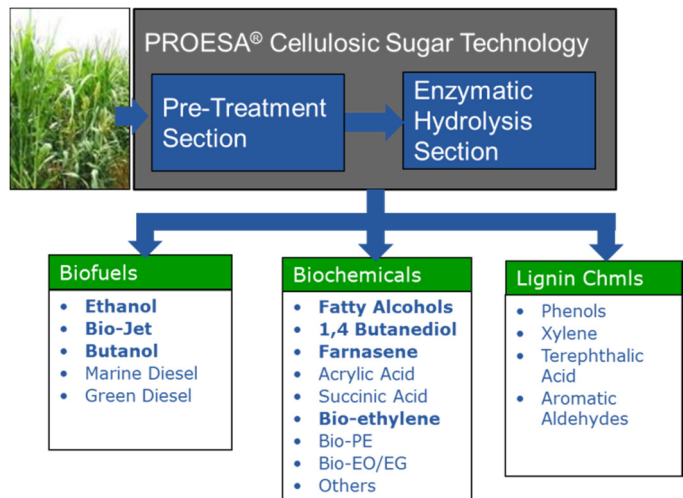 PROESA® Cellulosic Sugar Technology
Pre-Treatment
Section
Enzymatic
Hydrolysis
Section
Biofuels
• Ethanol
• Bio-Jet
• Butanol
• Marine Diesel
• Green Diesel
Biochemicals
• Fatty Alcohols
• 1,4 Butanediol
• Farnasene
• Acrylic Acid
• Succinic Acid
• Bio-ethylene
• Bio-PE
• Bio-EO/EG
• Others
Lignin Chmls
• Phenols
• Xylene
• Terephthalic
Acid
• Aromatic
Aldehydes